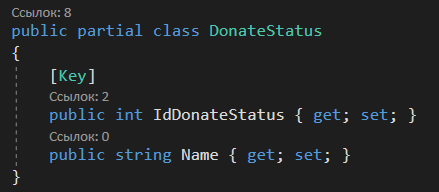 Ссылок: 8
public partial class DonateStatus
{
[Key]
Ссылок: 2
public int IdDonateStatus { get; set; }
Ссылок: 0
public string Name { get; set; }
}